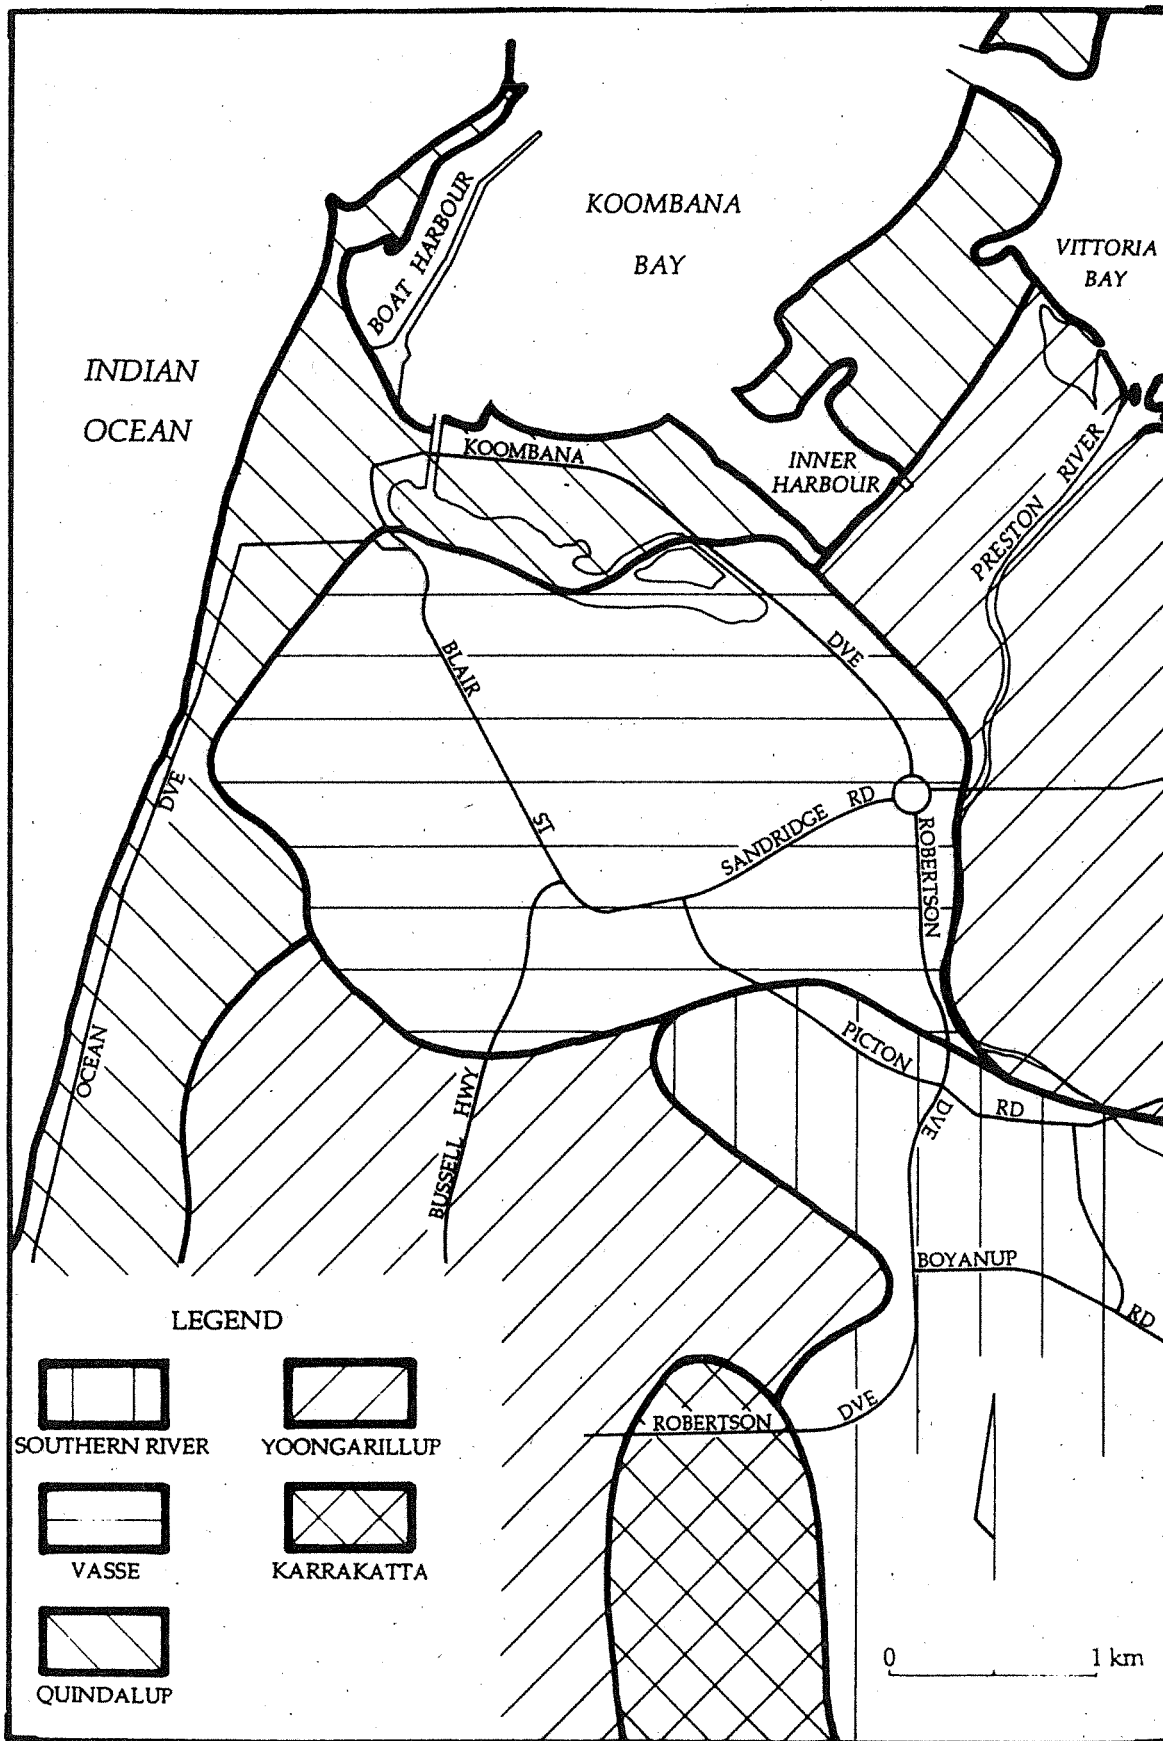 KOOMBANA
BAY
VITTORIA
BAY
BOAT HARBOUR
INDIAN
OCEAN
KOOMBANA
INNER
HARBOUR
PRESTON RIVER
DVE
BLAIR
ST
DVE
SANDRIDGE RD
ROBERTSON
OCEAN
PICTON
RD
DVE
BUSSELL HWY
BOYANUP
RD
LEGEND
SOUTHERN RIVER
YOONGARILLUP
VASSE
KARRAKATTA
QUINDALUP
ROBERTSON
DVE
0
1 km